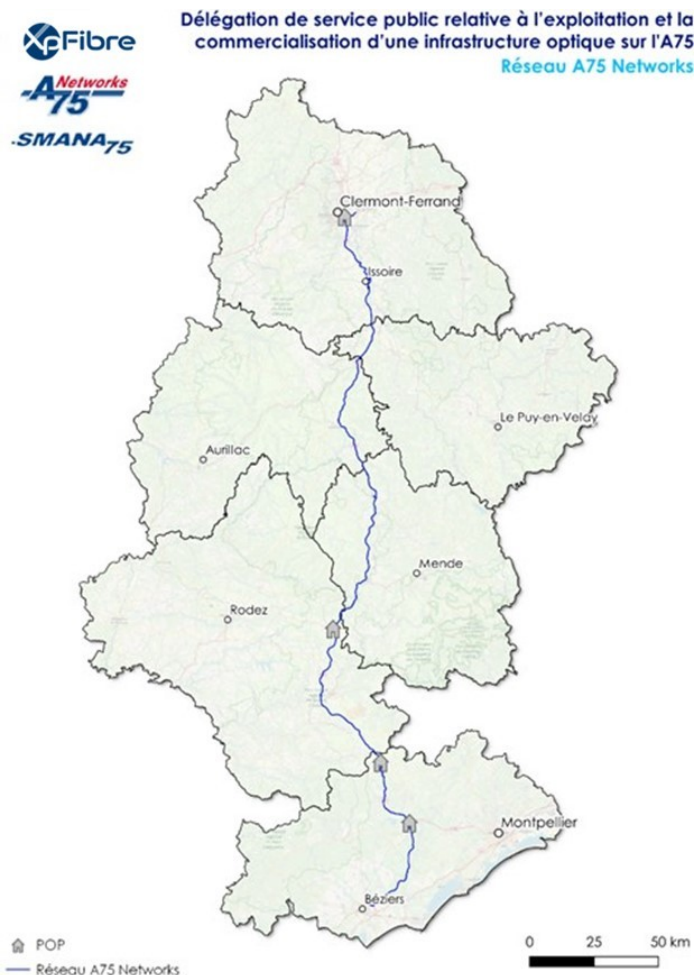 XpFibre
Networks
A75
SMANA75
Délégation de service public relative à l'exploitation et la
commercialisation d'une infrastructure optique sur l'A75
Réseau A75 Networks
Clermont-Ferrand
Issoire
Le Puy-en-Velay
Aurillac
Mende
Rodez
Montpellier
Béziers
POP
Réseau A75 Networks
0 25 50 km